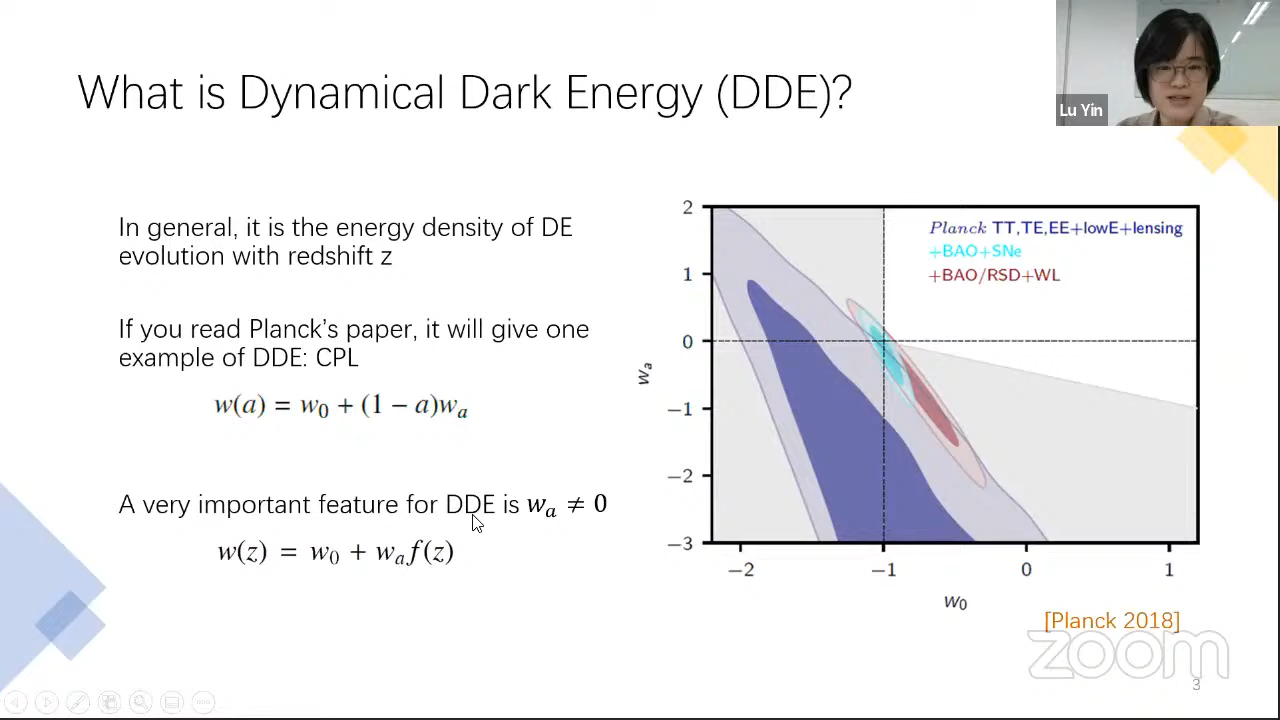 What is Dynamical Dark Energy (DDE)?
Lu Yin
In general, it is the energy density of DE
evolution with redshift z
If you read Planck's paper, it will give one
example of DDE: CPL
w(a) = w₀ + (1 − a)wₐ
A very important feature for DDE is wₐ ≠ 0
w(z) = w₀ + wₐf(z)
Planck TT,TE,EE+lowE+lensing
+BAO+SNe
+BAO/RSD+WL
2
1
0
−1
−2
−3
wₐ
−2
−1
0
1
w₀
[Planck 2018]
zoom
3